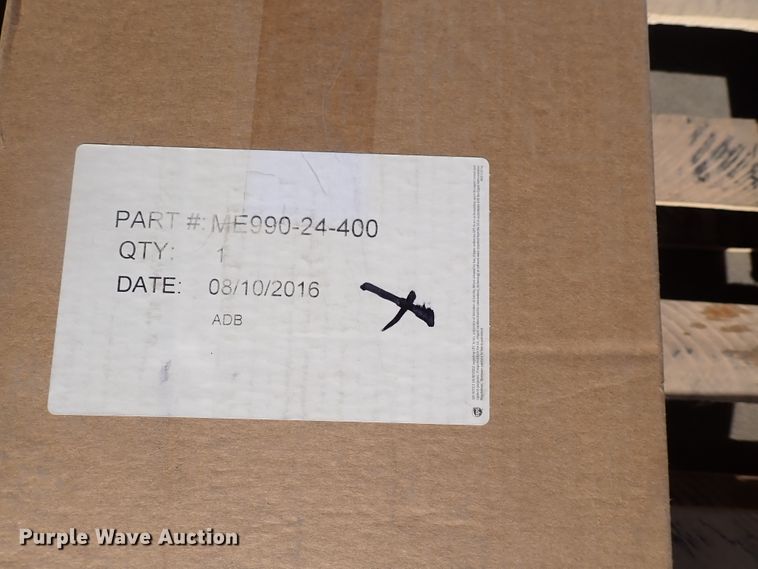 PART #: ME990-24-400
QTY: 1
DATE: 08/10/2016
ADB
Purple Wave Auction